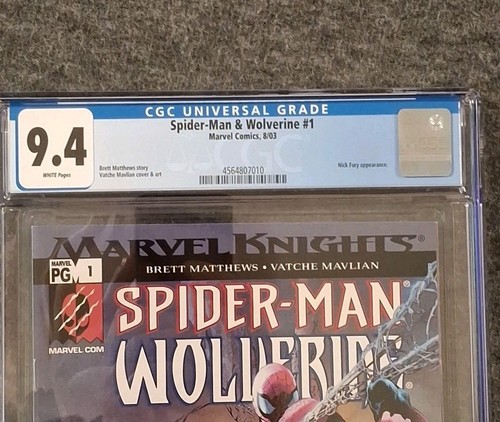 CGC UNIVERSAL GRADE
9.4
WHITE Pages
Spider-Man & Wolverine #1
Marvel Comics, 8/03
Brett Matthews story
Vatche Mavlian cover & art
Nick Fury appearance.
4564807010
CGC
MARVEL KNIGHTS®
BRETT MATTHEWS • VATCHE MAVLIAN
MARVEL
PG
1
MARVEL.COM
SPIDER-MAN®
WOLVERINE